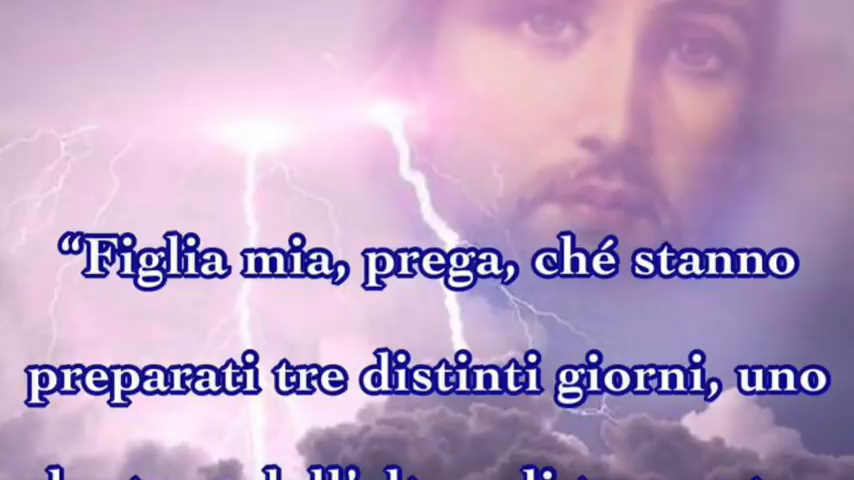 “Figlia mia, prega, ché stanno
preparati tre distinti giorni, uno